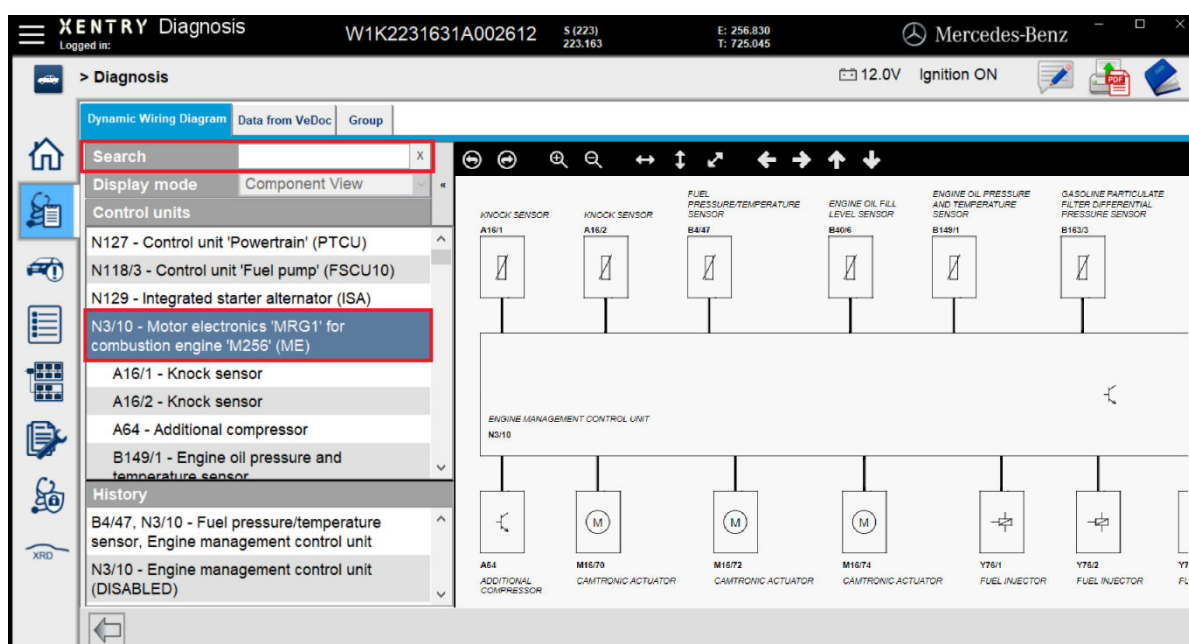 XENTRY Diagnosis
Logged in:
W1K2231631A002612
S (223)
223.163
E: 256.830
T: 725.045
Mercedes-Benz
> Diagnosis
12.0V
Ignition ON
PDF
Dynamic Wiring Diagram
Data from VeDoc
Group
Search
X
Display mode
Component View
«
Control units
N127 - Control unit 'Powertrain' (PTCU)
N118/3 - Control unit 'Fuel pump' (FSCU10)
N129 - Integrated starter alternator (ISA)
N3/10 - Motor electronics 'MRG1' for
combustion engine 'M256' (ME)
A16/1 - Knock sensor
A16/2 - Knock sensor
A64 - Additional compressor
B149/1 - Engine oil pressure and
temperature sensor
History
B4/47, N3/10 - Fuel pressure/temperature
sensor, Engine management control unit
N3/10 - Engine management control unit
(DISABLED)
XRD
KNOCK SENSOR
A16/1
KNOCK SENSOR
A16/2
FUEL
PRESSURE/TEMPERATURE
SENSOR
B4/47
ENGINE OIL FILL
LEVEL SENSOR
B40/6
ENGINE OIL PRESSURE
AND TEMPERATURE
SENSOR
B149/1
GASOLINE PARTICULATE
FILTER DIFFERENTIAL
PRESSURE SENSOR
B163/3
ENGINE MANAGEMENT CONTROL UNIT
N3/10
M
M
M
A64
ADDITIONAL
COMPRESSOR
M16/70
CAMTRONIC ACTUATOR
M16/72
CAMTRONIC ACTUATOR
M16/74
CAMTRONIC ACTUATOR
Y76/1
FUEL INJECTOR
Y76/2
FUEL INJECTOR